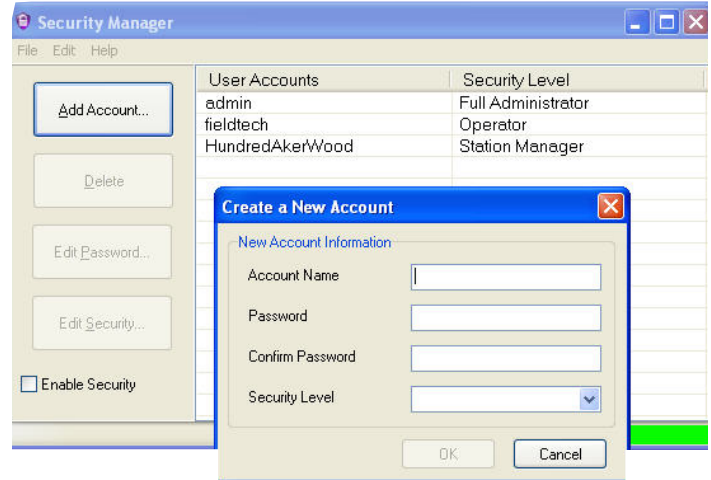 Security Manager
File Edit Help
User Accounts Security Level
admin Full Administrator
fieldtech Operator
HundredAkerWood Station Manager
Add Account...
Delete
Edit Password...
Edit Security...
Enable Security
Create a New Account
New Account Information
Account Name
Password
Confirm Password
Security Level
OK Cancel